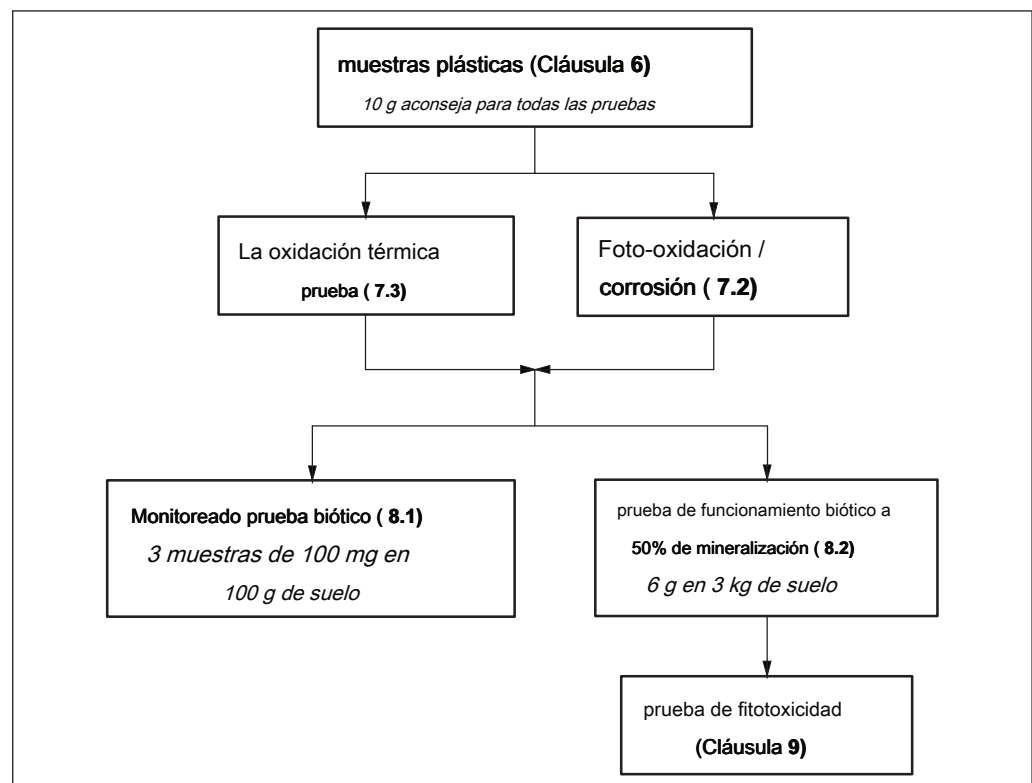 muestras plásticas (Cláusula 6)
10 g aconseja para todas las pruebas
La oxidación térmica
prueba ( 7.3)
Foto-oxidación /
corrosión ( 7.2)
Monitoreado prueba biótico ( 8.1)
3 muestras de 100 mg en
100 g de suelo
prueba de funcionamiento biótico a
50% de mineralización ( 8.2)
6 g en 3 kg de suelo
prueba de fitotoxicidad
(Cláusula 9)